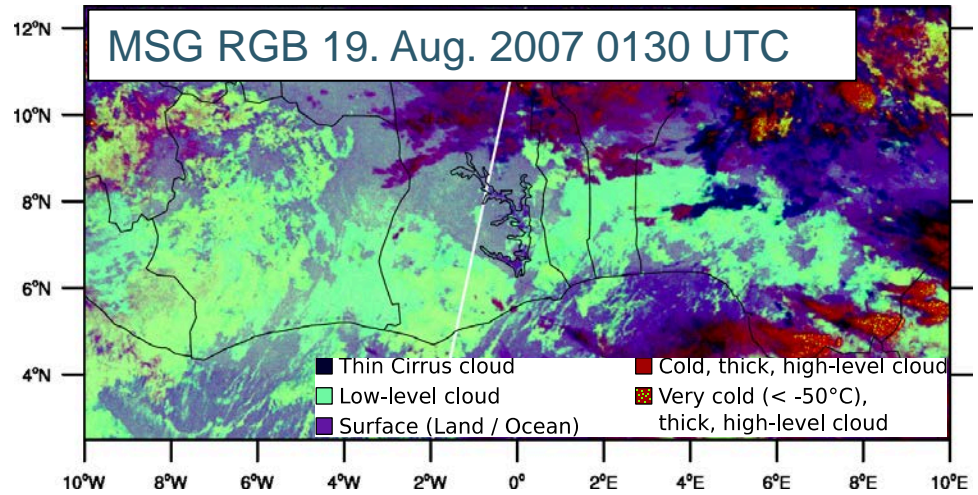 12°N
MSG RGB 19. Aug. 2007 0130 UTC
10°N
8°N
6°N
4°N
Thin Cirrus cloud
Low-level cloud
Surface (Land / Ocean)
Cold, thick, high-level cloud
Very cold (< -50°C),
thick, high-level cloud
10°W 8°W 6°W 4°W 2°W 0° 2°E 4°E 6°E 8°E 10°E